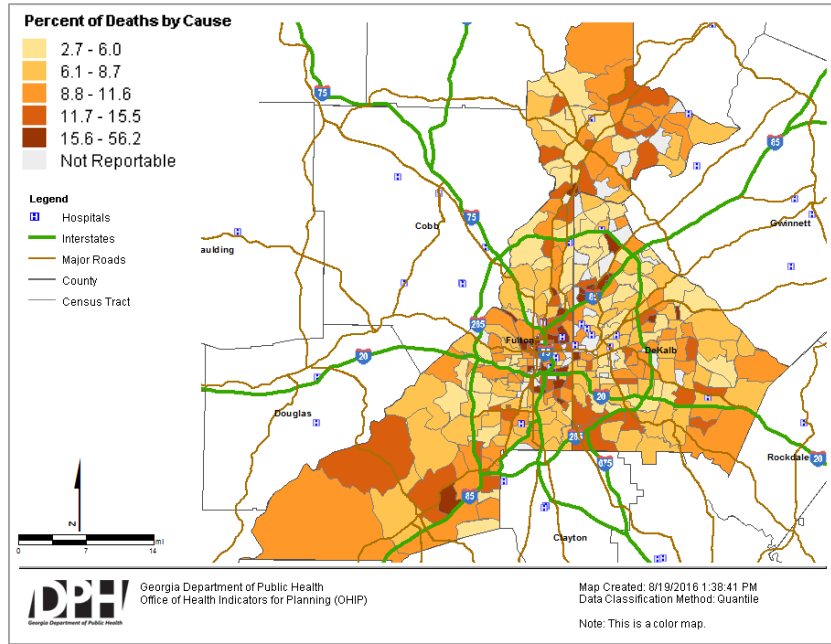 Percent of Deaths by Cause
2.7 - 6.0
6.1 - 8.7
8.8 - 11.6
11.7 - 15.5
15.6 - 56.2
Not Reportable
Legend
H Hospitals
Interstates
Major Roads
County
Census Tract
75
85
75
Cobb
Gwinnett
aulding
85
285
Fulton
DeKalb
20
20
Douglas
285
675
Rockdale
20
85
Clayton
N
0 7 14
mi
DPH
Georgia Department of Public Health
Georgia Department of Public Health
Office of Health Indicators for Planning (OHIP)
Map Created: 8/19/2016 1:38:41 PM
Data Classification Method: Quantile
Note: This is a color map.